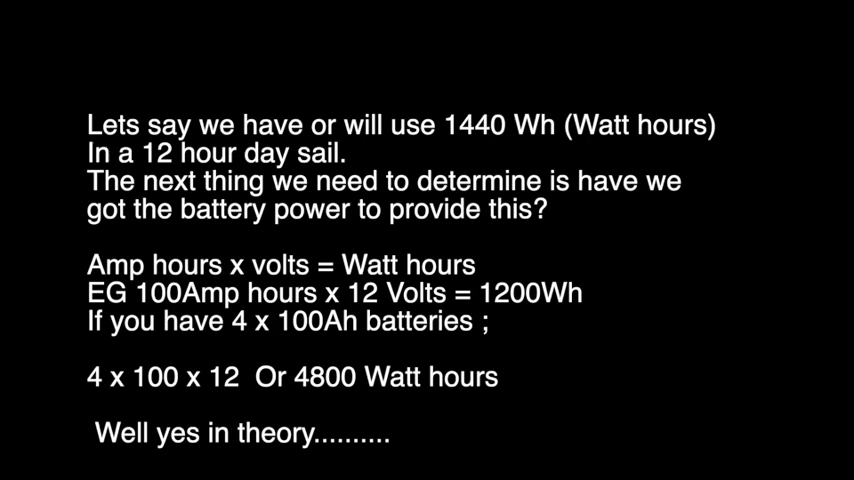 Lets say we have or will use 1440 Wh (Watt hours)
In a 12 hour day sail.
The next thing we need to determine is have we
got the battery power to provide this?
Amp hours x volts = Watt hours
EG 100Amp hours x 12 Volts = 1200Wh
If you have 4 x 100Ah batteries ;
4 x 100 x 12  Or 4800 Watt hours
Well yes in theory..........